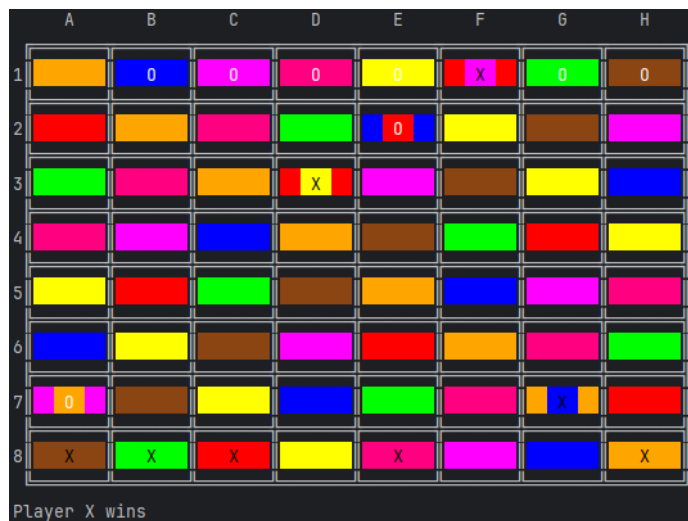 A B C D E F G H
1 O O O O X O O
2 O
3 X
4
5
6
7 O X
8 X X X X X
Player X wins